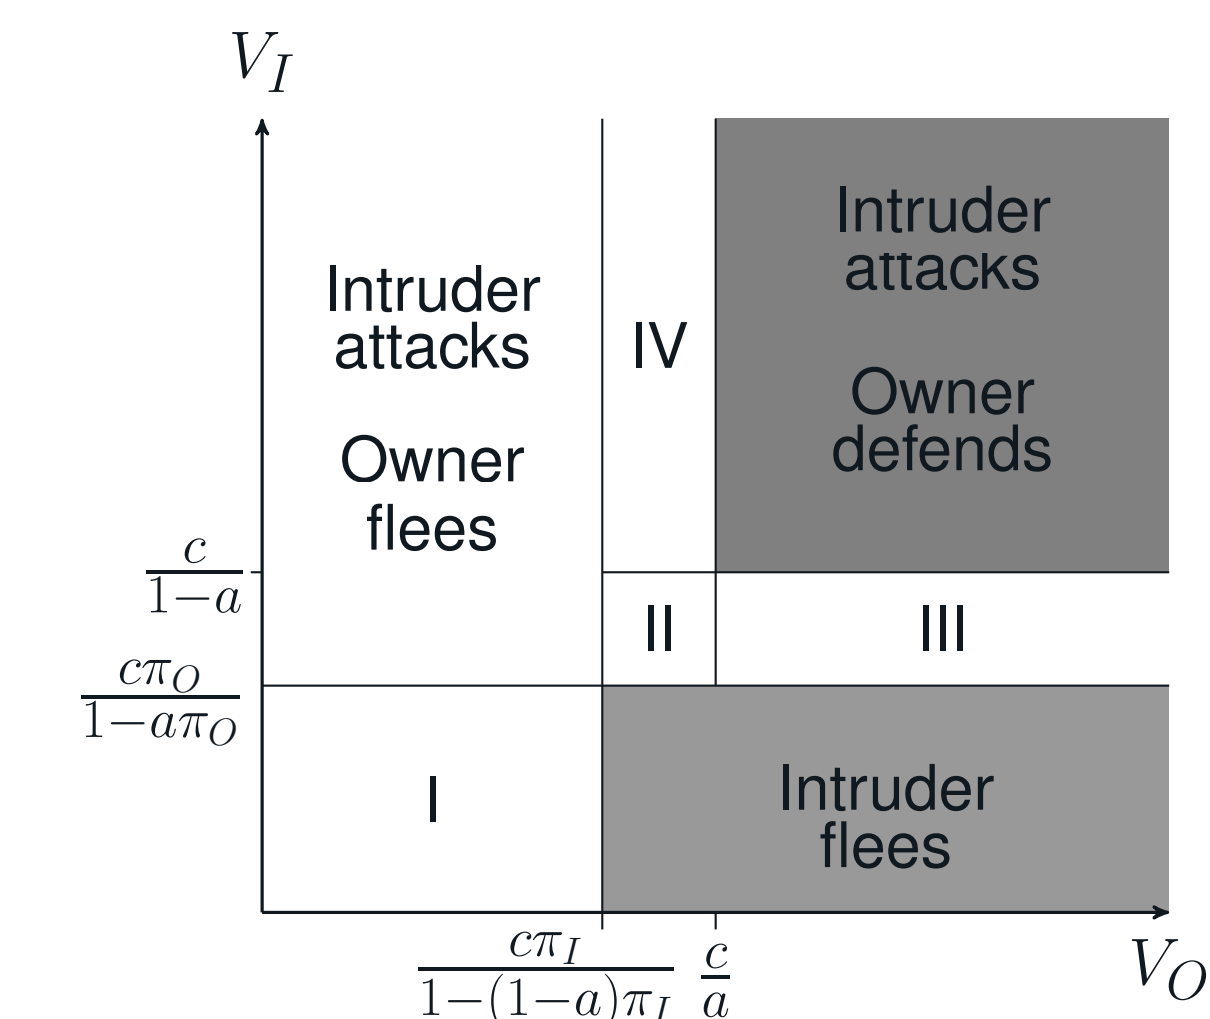 V_I
Intruder
attacks
Owner
flees
IV
Intruder
attacks
Owner
defends
c/(1−a)
II
III
cπ_O/(1−aπ_O)
I
Intruder
flees
cπ_I/(1−(1−a)π_I
c/a
V_O